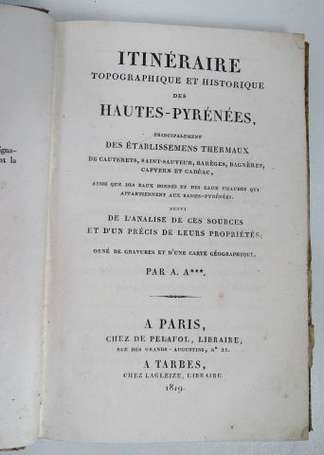 ITINÉRAIRE
TOPOGRAPHIQUE ET HISTORIQUE
DES
HAUTES-PYRÉNÉES,
PRINCIPALEMENT
DES ÉTABLISSEMENS THERMAUX
DE CAUTERETS, SAINT-SAUVEUR, BARÈGES, BAGNÈRES,
CAPVERN ET CADÉAC,
AINSI QUE DES EAUX BONNES ET DES EAUX CHAUDES QUI
APPARTIENNENT AUX BASSES-PYRÉNÉES.
SUIVI
DE L'ANALISE DE CES SOURCES
ET D'UN PRÉCIS DE LEURS PROPRIÉTÉS,
ORNÉ DE GRAVURES ET D'UNE CARTE GÉOGRAPHIQUE.
PAR A. A***.
A PARIS,
CHEZ DE PELAFOL, LIBRAIRE,
RUE DES GRANDS-AUGUSTINS, N° 21.
A TARBES,
CHEZ LAGLEIZE, LIBRAIRE
1819.